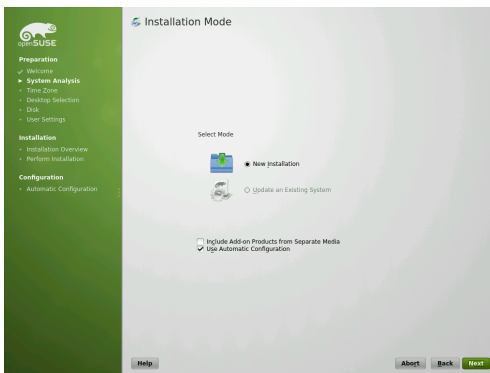 openSUSE
Preparation
Welcome
System Analysis
Time Zone
Desktop Selection
Disk
User Settings
Installation
Installation Overview
Perform Installation
Configuration
Automatic Configuration
Installation Mode
Select Mode
New Installation
Update an Existing System
Include Add-on Products from Separate Media
Use Automatic Configuration
Help
Abort
Back
Next